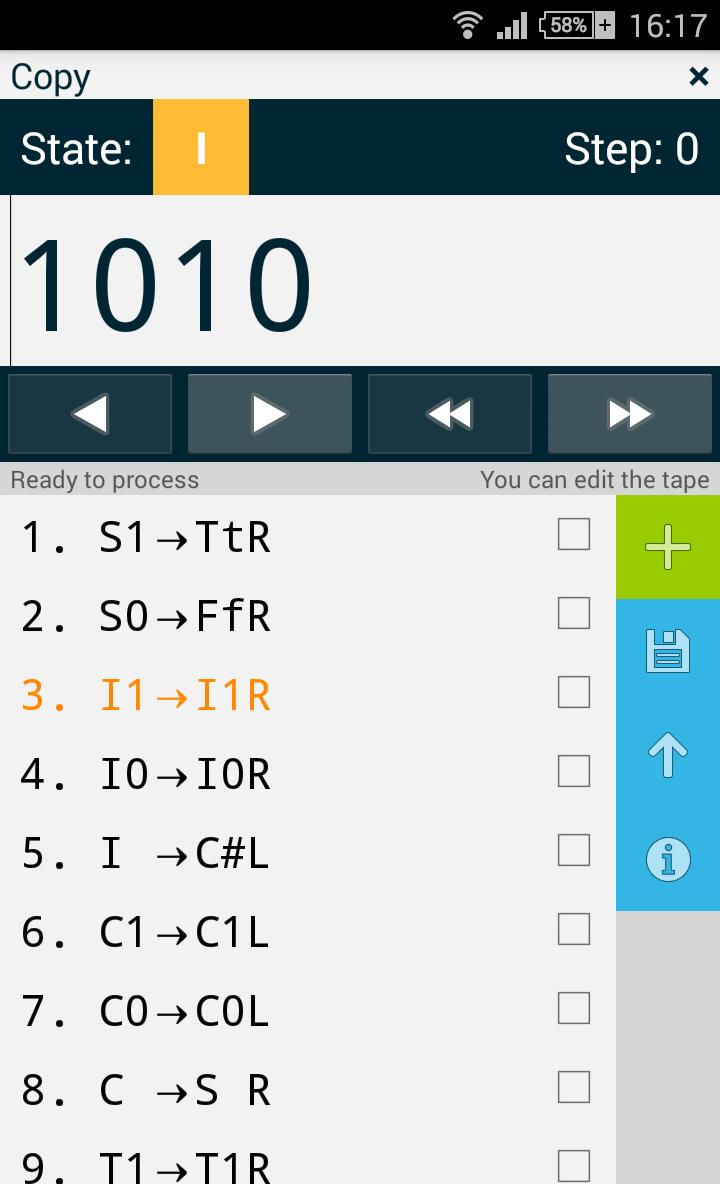 58% 16:17
Copy
State: I Step: 0
1010
Ready to process You can edit the tape
1. S1→TtR
2. S0→FfR
3. I1→I1R
4. I0→I0R
5. I →C#L
6. C1→C1L
7. C0→C0L
8. C →S R
9. T1→T1R